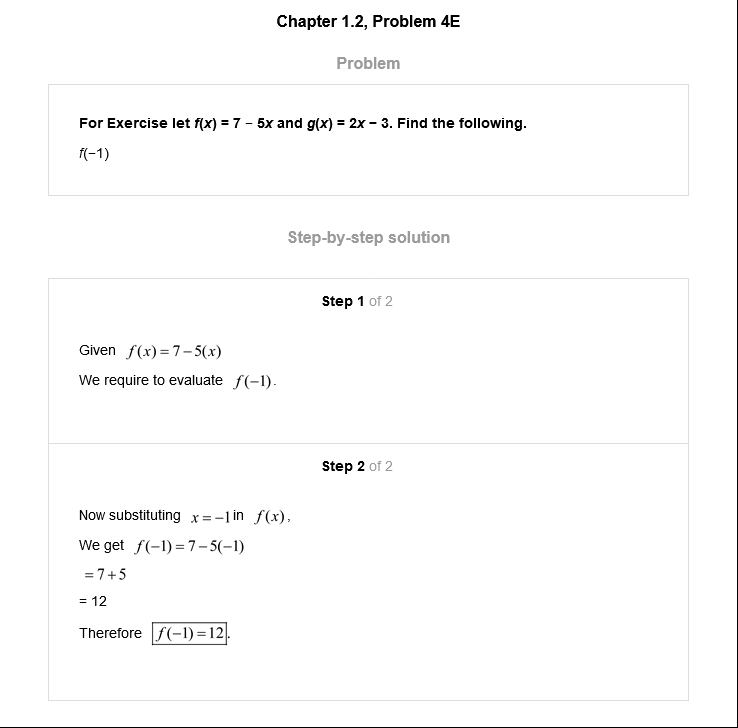 Chapter 1.2, Problem 4E
Problem
For Exercise let f(x) = 7 − 5x and g(x) = 2x − 3. Find the following.
f(−1)
Step-by-step solution
Step 1 of 2
Given f(x) = 7 − 5(x)
We require to evaluate f(−1).
Step 2 of 2
Now substituting x = −1 in f(x),
We get f(−1) = 7 − 5(−1)
= 7 + 5
= 12
Therefore f(−1) = 12.